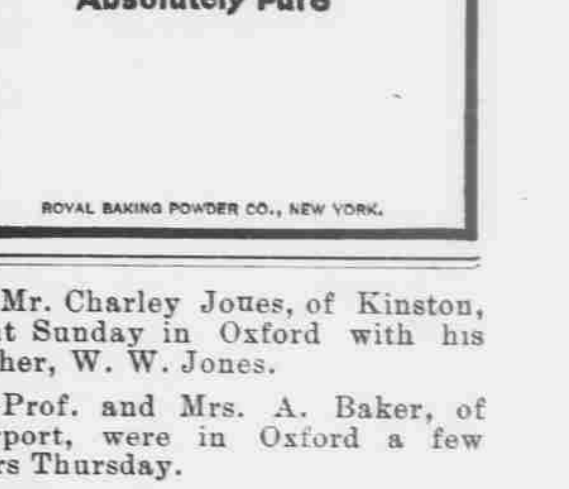 Absolutely Pure
ROYAL BAKING POWDER CO., NEW YORK.
Mr. Charley Joues, of Kinston,
t Sunday in Oxford with his
her, W. W. Jones.
Prof. and Mrs. A. Baker, of
port, were in Oxford a few
rs Thursday.